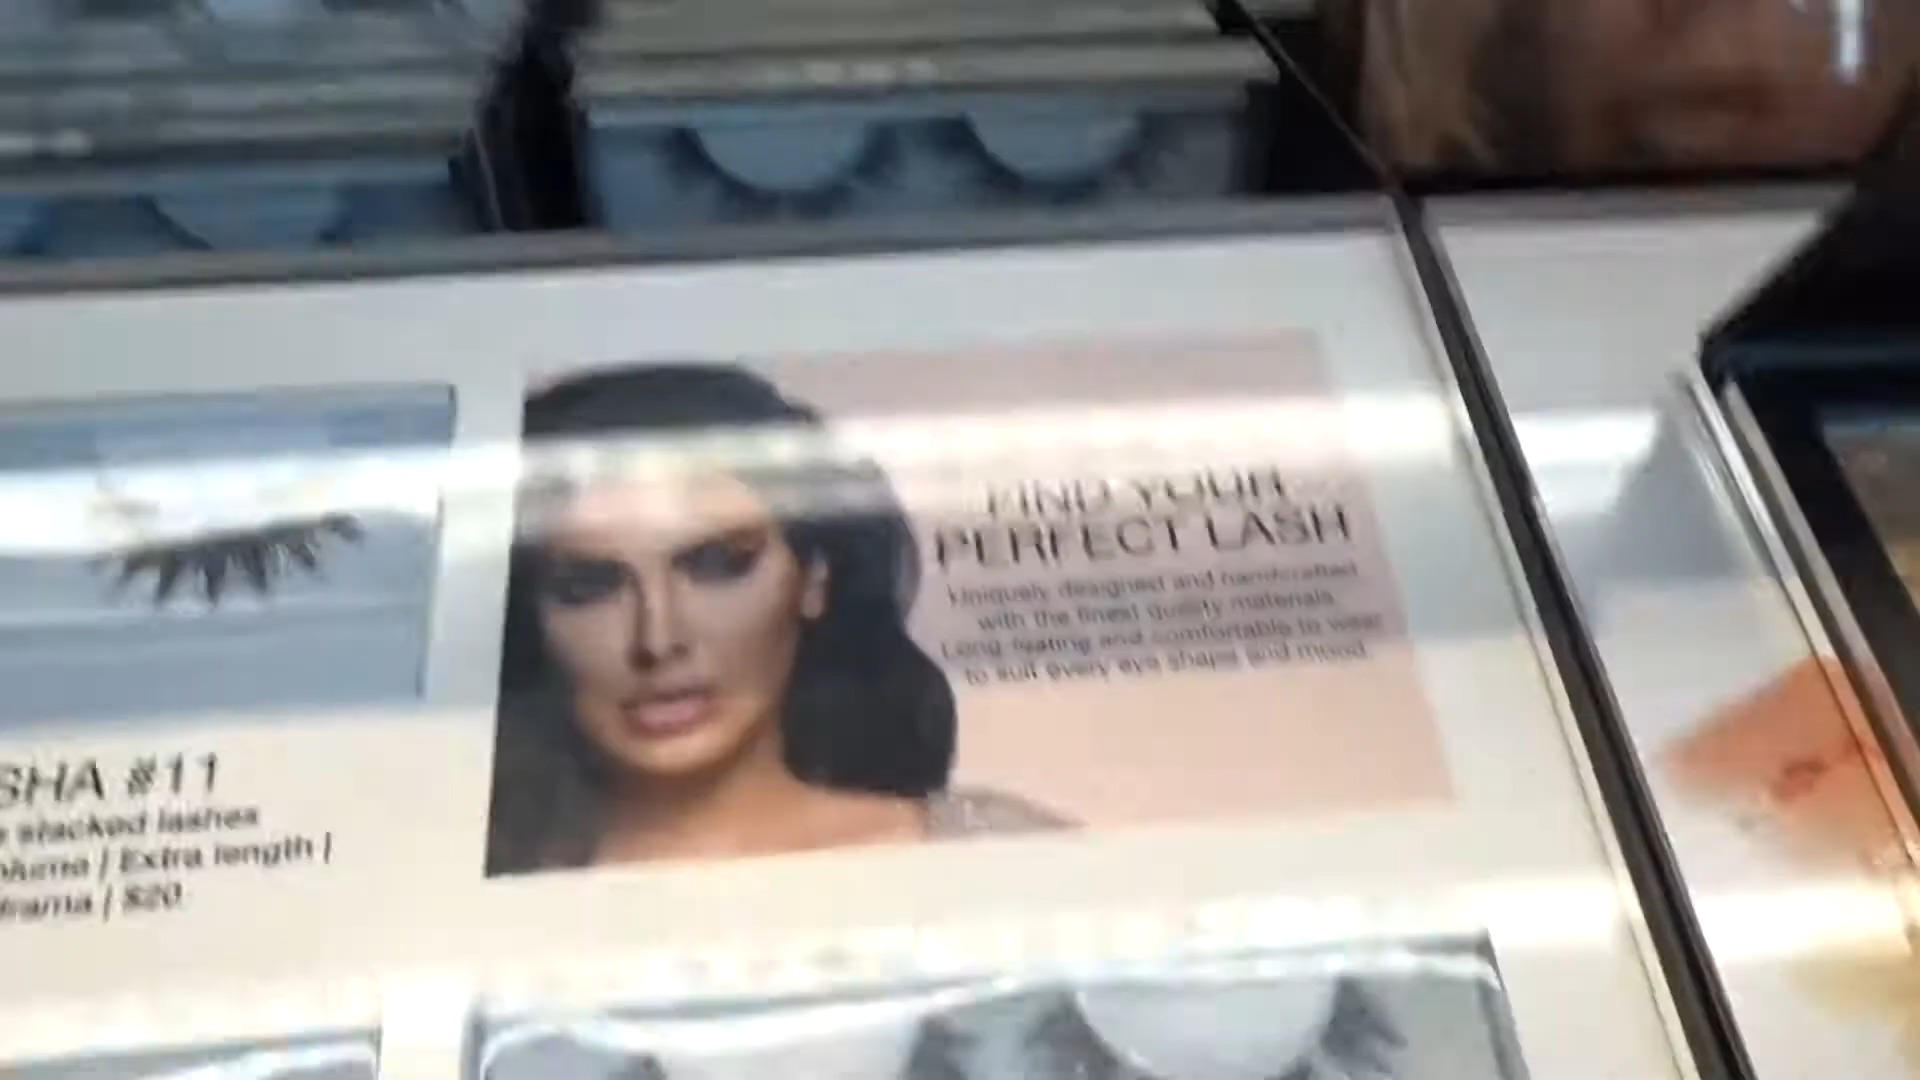 FIND YOUR
PERFECT LASH
Uniquely designed and handcrafted
with the finest quality materials.
Long-lasting and comfortable to wear
to suit every eye shape and mood.
SHA #11
stacked lashes
| Extra length |
| $20